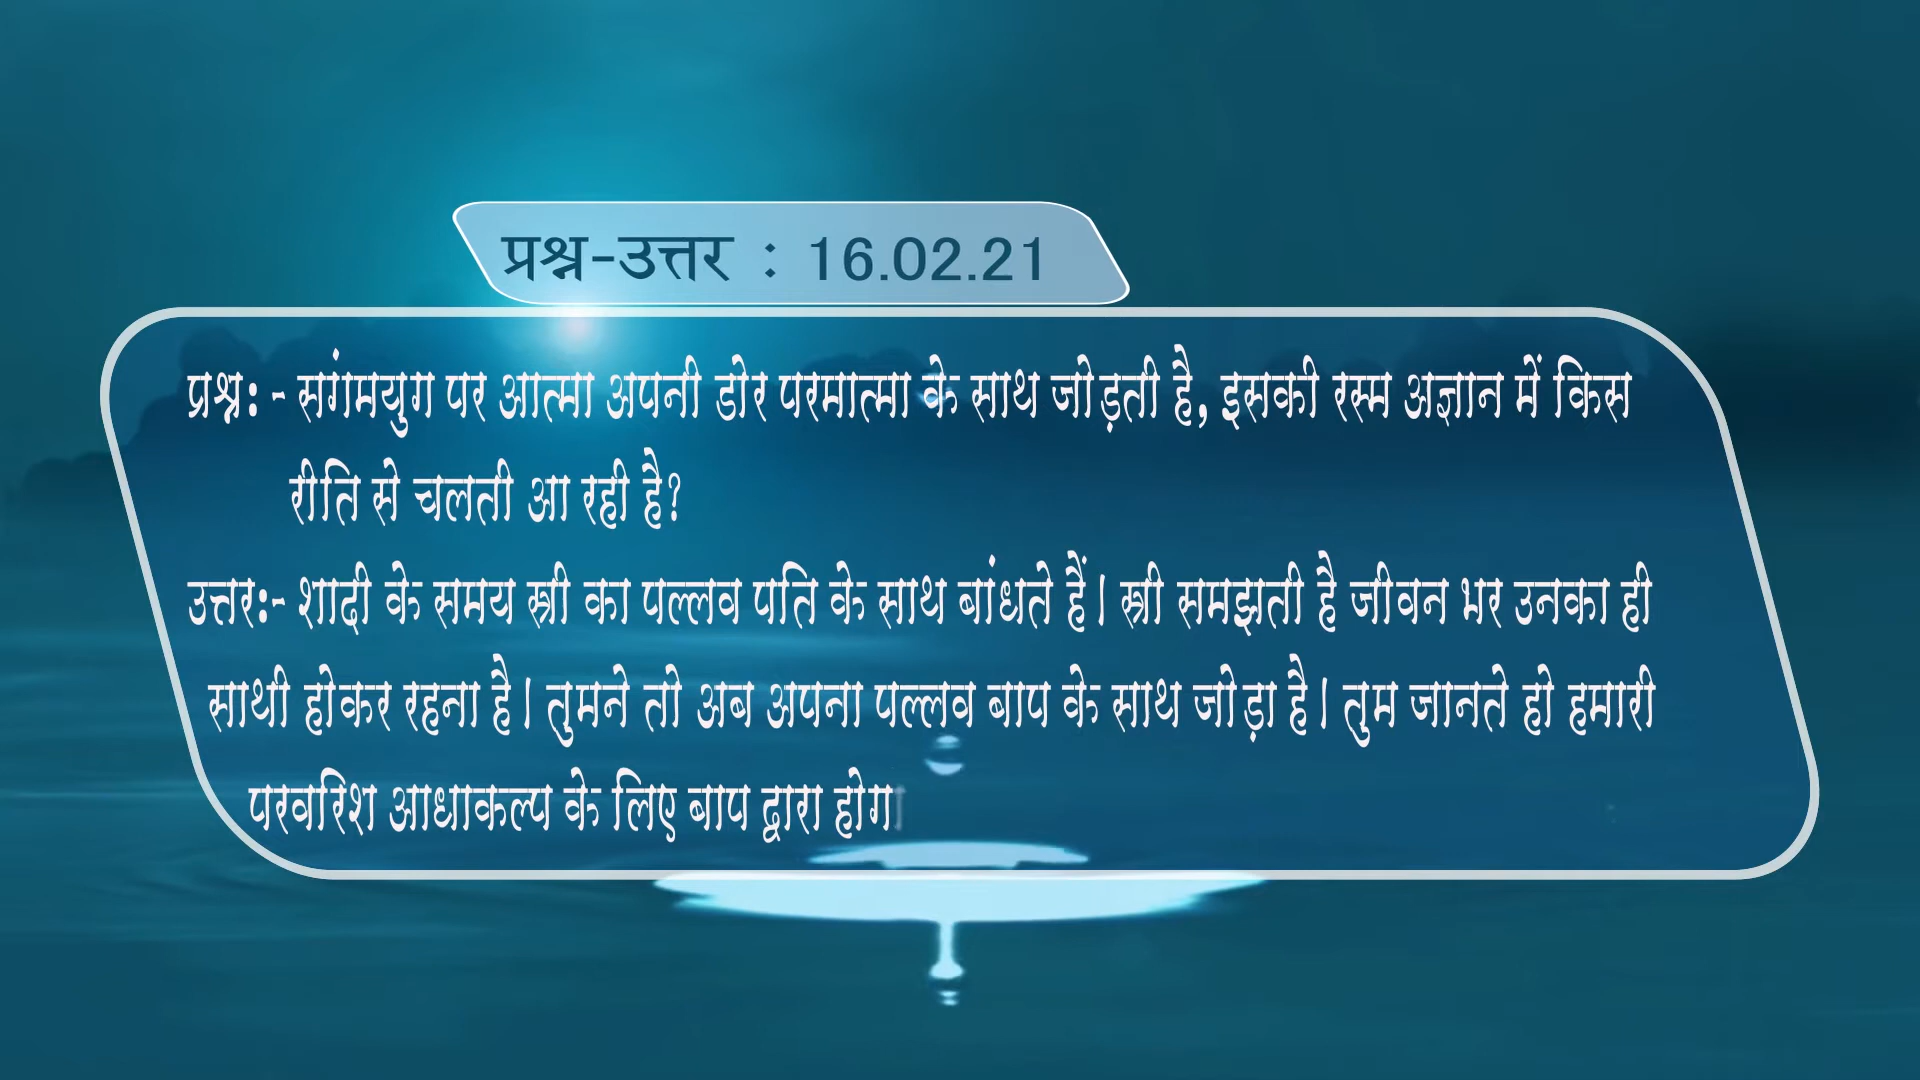 प्रश्न-उत्तर : 16.02.21
प्रश्न: - संगमयुग पर आत्मा अपनी डोर परमात्मा के साथ जोड़ती है, इसकी रस्म अज्ञान में किस
रीति से चलती आ रही है?
उत्तर:- शादी के समय स्त्री का पल्लव पति के साथ बांधते हैं। स्त्री समझती है जीवन भर उनका ही
साथी होकर रहना है। तुमने तो अब अपना पल्लव बाप के साथ जोड़ा है। तुम जानते हो हमारी
परवरिश आधाकल्प के लिए बाप द्वारा होगा